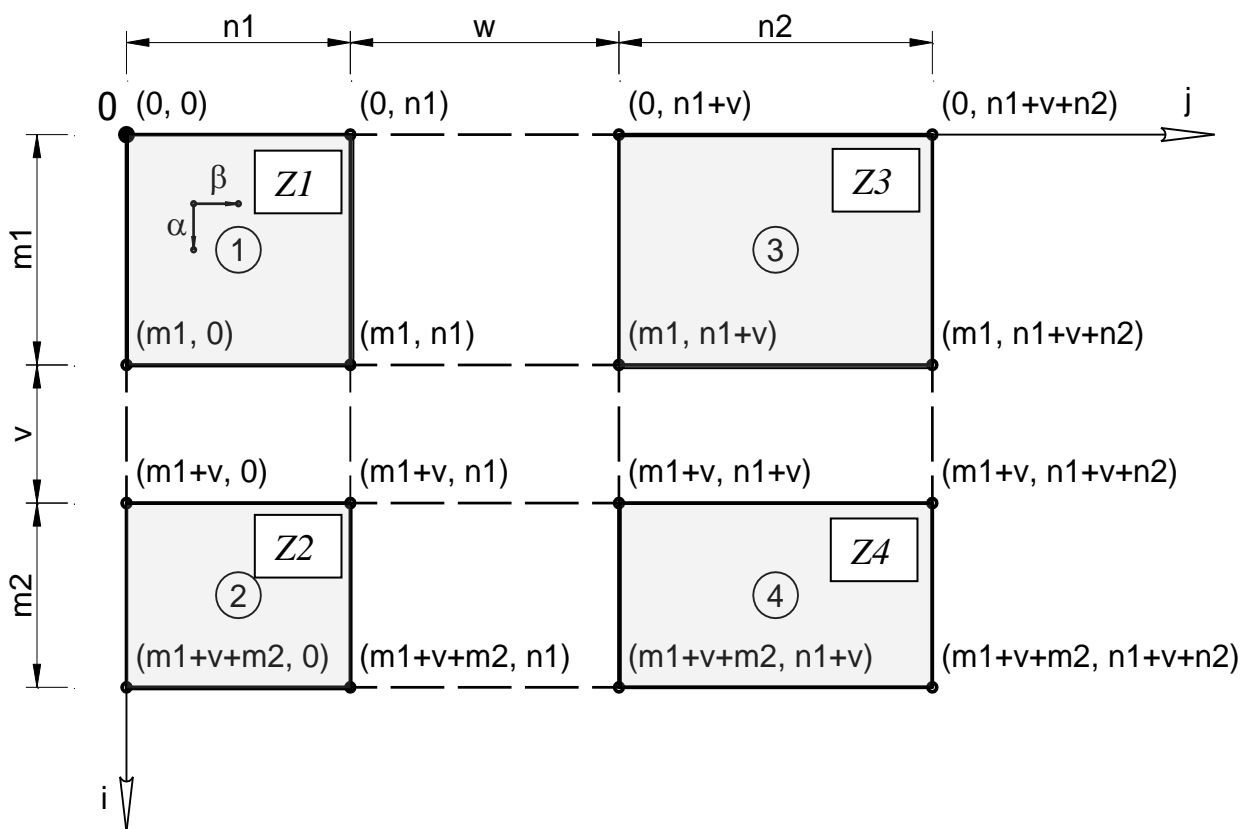 n1 w n2
0 (0, 0) (0, n1) (0, n1+v) (0, n1+v+n2) j
Z1 Z3
β
α
m1 1 3
(m1, 0) (m1, n1) (m1, n1+v) (m1, n1+v+n2)
v
(m1+v, 0) (m1+v, n1) (m1+v, n1+v) (m1+v, n1+v+n2)
Z2 Z4
m2 2 4
(m1+v+m2, 0) (m1+v+m2, n1) (m1+v+m2, n1+v) (m1+v+m2, n1+v+n2)
i